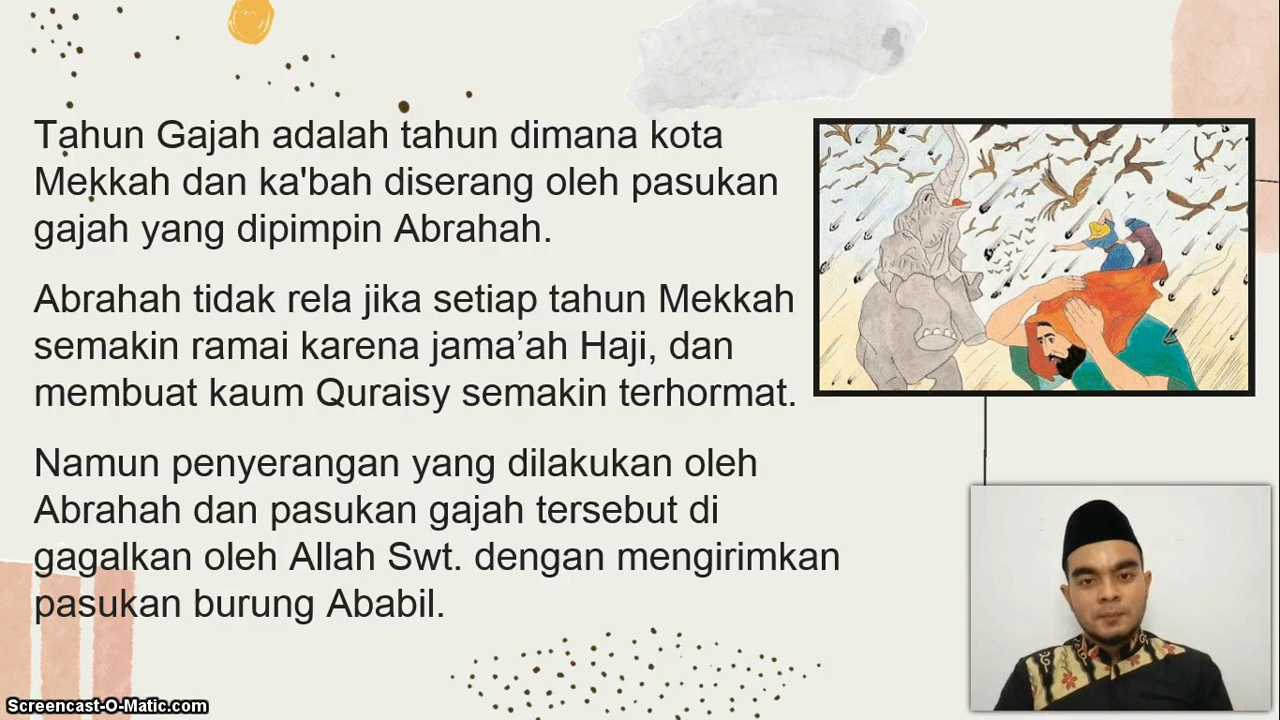 Tahun Gajah adalah tahun dimana kota
Mekkah dan ka'bah diserang oleh pasukan
gajah yang dipimpin Abrahah.
Abrahah tidak rela jika setiap tahun Mekkah
semakin ramai karena jama’ah Haji, dan
membuat kaum Quraisy semakin terhormat.
Namun penyerangan yang dilakukan oleh
Abrahah dan pasukan gajah tersebut di
gagalkan oleh Allah Swt. dengan mengirimkan
pasukan burung Ababil.
Screencast-O-Matic.com